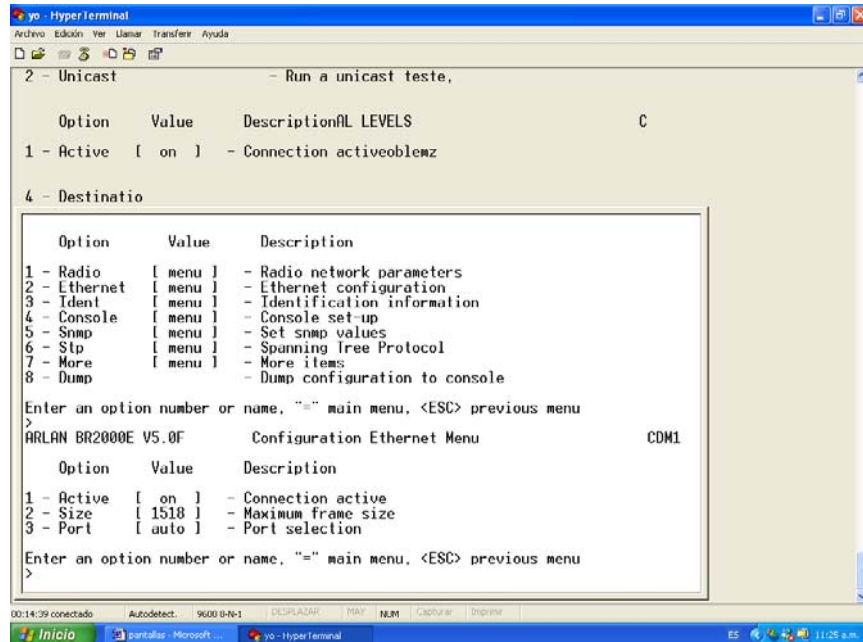 yo - HyperTerminal
Archivo Edición Ver Llamar Transferir Ayuda
2 - Unicast - Run a unicast teste,
Option Value DescriptionAL LEVELS C
1 - Active [ on ] - Connection activeoblemz
4 - Destinatio
Option Value Description
1 - Radio [ menu ] - Radio network parameters
2 - Ethernet [ menu ] - Ethernet configuration
3 - Ident [ menu ] - Identification information
4 - Console [ menu ] - Console set-up
5 - Snmp [ menu ] - Set snmp values
6 - Stp [ menu ] - Spanning Tree Protocol
7 - More [ menu ] - More items
8 - Dump - Dump configuration to console
Enter an option number or name, "=" main menu, <ESC> previous menu
>
ARLAN BR2000E V5.0F Configuration Ethernet Menu CDM1
Option Value Description
1 - Active [ on ] - Connection active
2 - Size [ 1518 ] - Maximum frame size
3 - Port [ auto ] - Port selection
Enter an option number or name, "=" main menu, <ESC> previous menu
>
00:14:39 conectado Autodetect. 9600 8-N-1 DESPLAZAR MAY NUM Capturar Imprimir
Inicio pantallas - Microsoft ... yo - HyperTerminal ES 11:25 a.m.